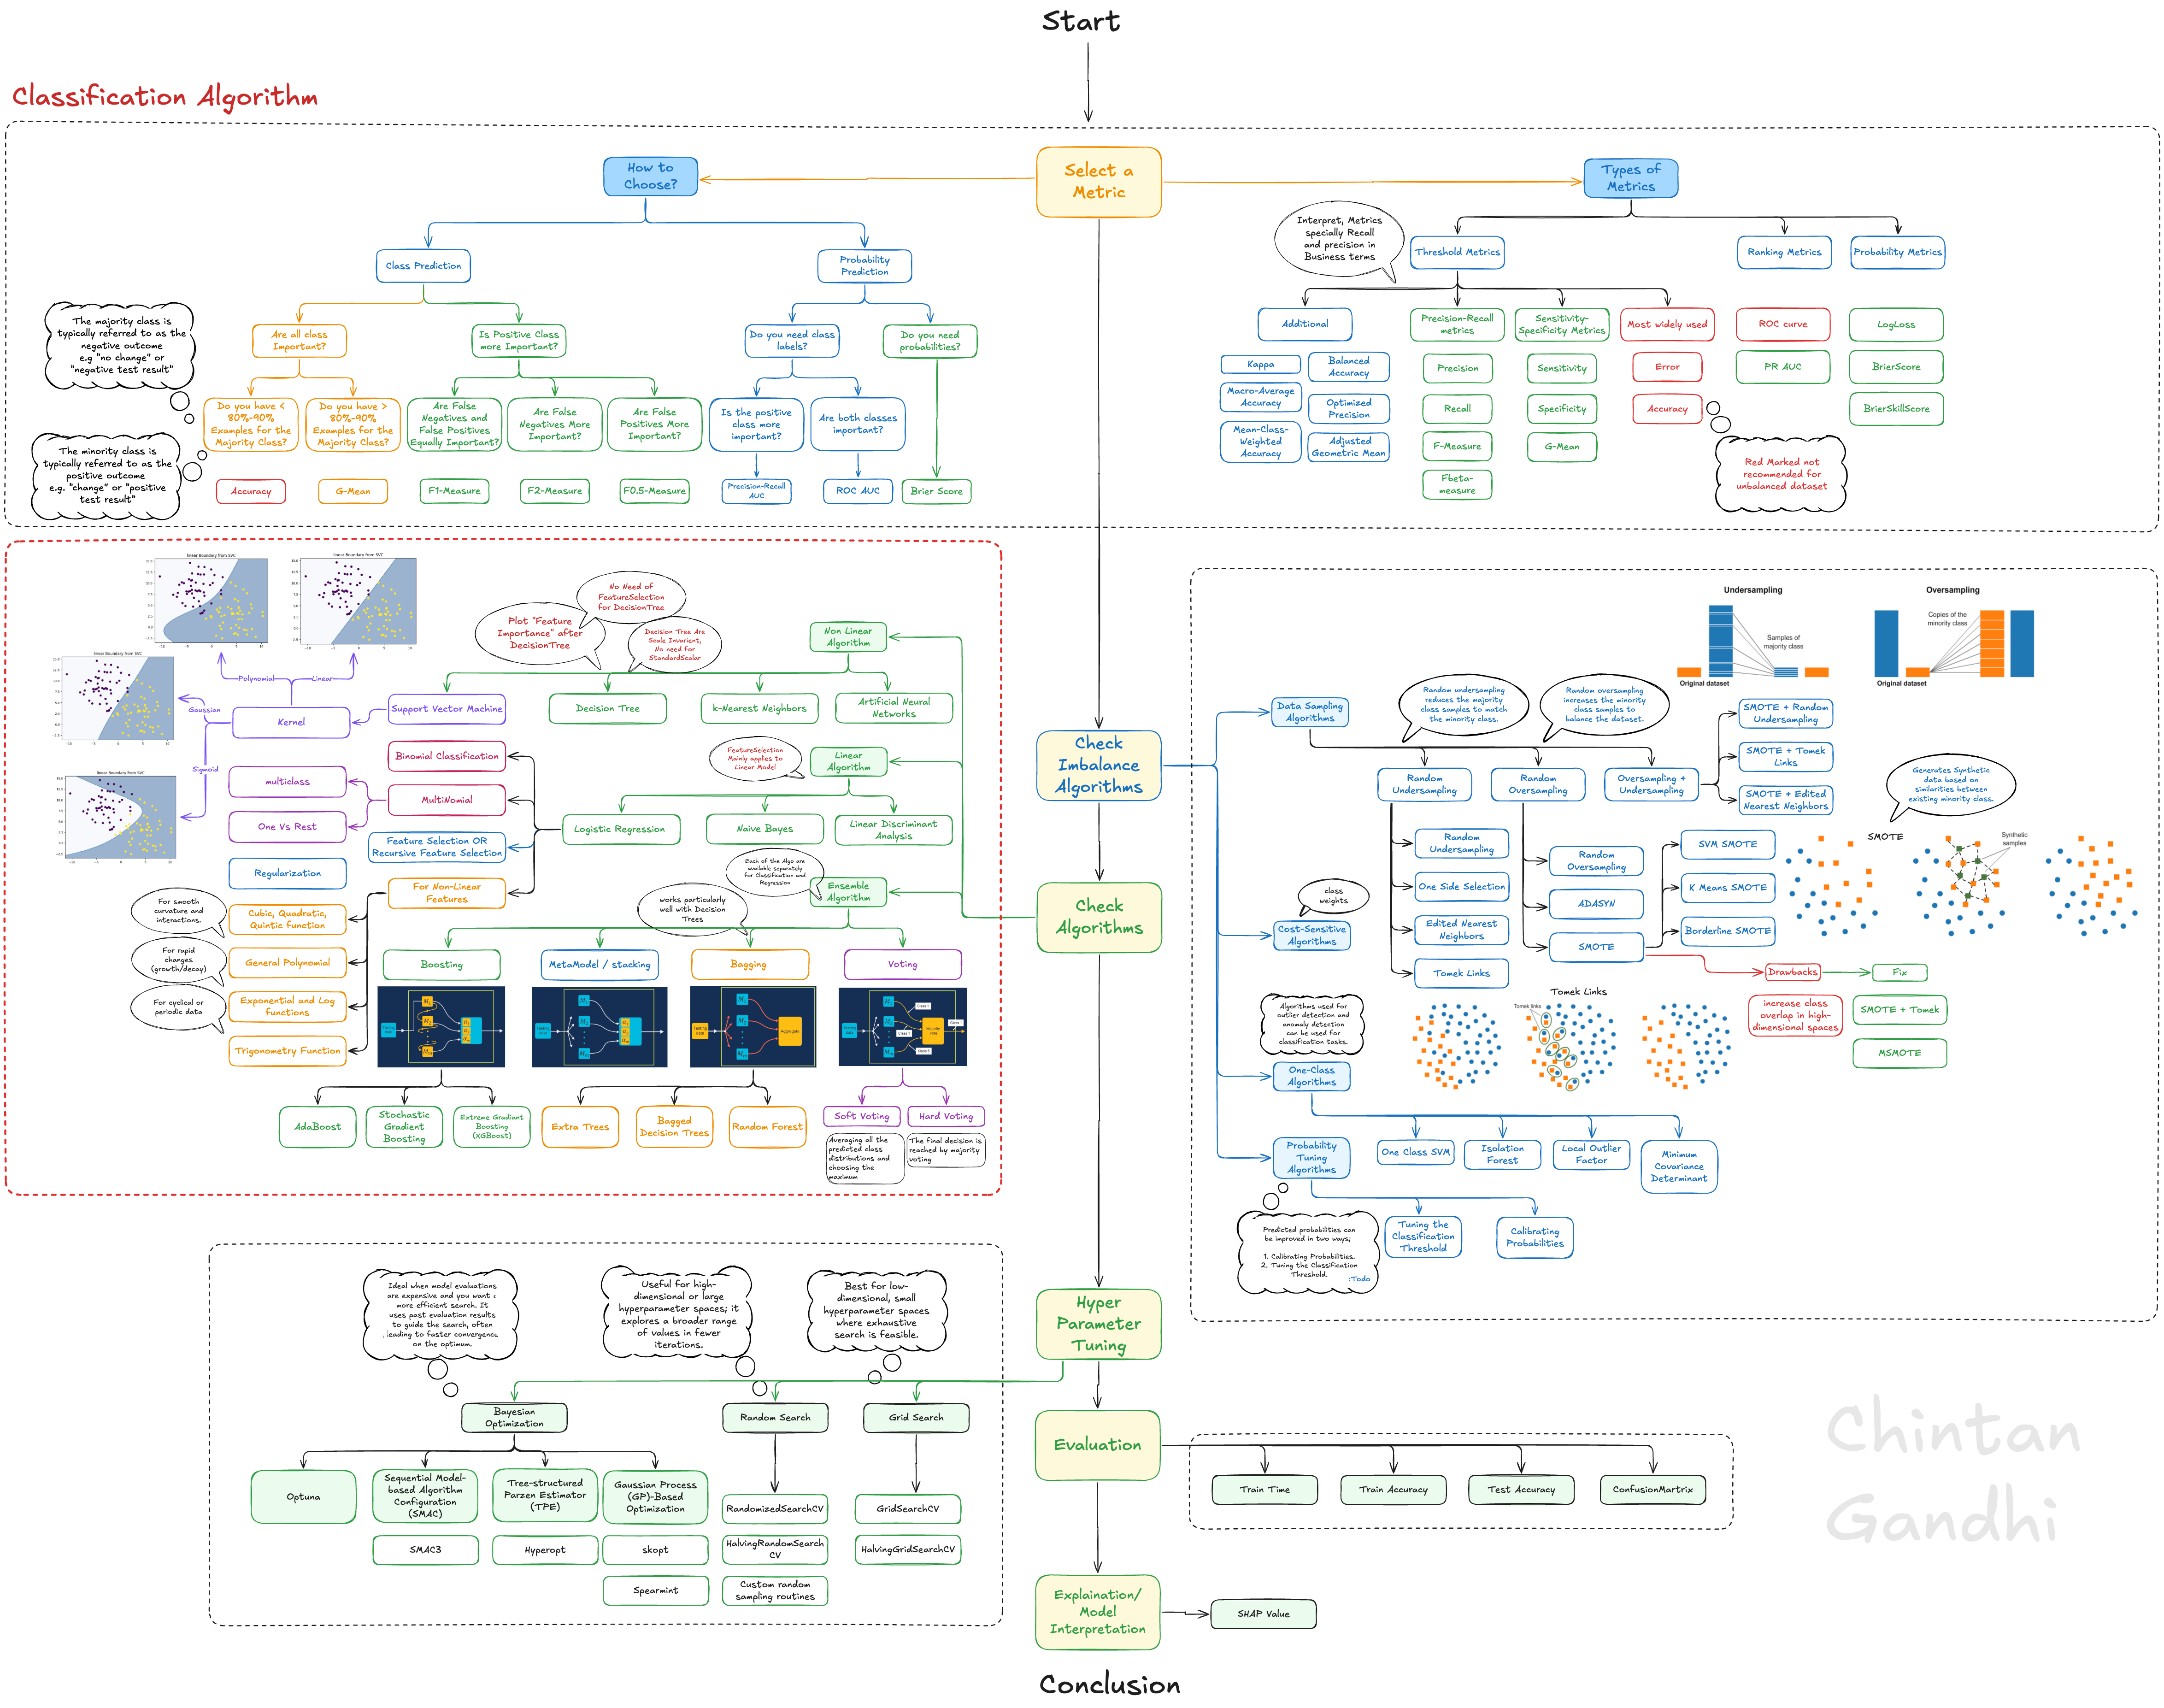 Start
Classification Algorithm
Select a
Metric
How to
Choose?
Types of
Metrics
Class Prediction
Probability
Prediction
The majority class is
typically referred to as the
negative outcome
e.g "no change" or
"negative test result"
The minority class is
typically referred to as the
positive outcome
e.g. "change" or "positive
test result"
Are all class
Important?
Is Positive Class
more Important?
Do you need class
labels?
Do you need
probabilities?
Do you have <
80%-90%
Examples for the
Majority Class?
Do you have >
80%-90%
Examples for the
Majority Class?
Are False
Negatives and
False Positives
Equally Important?
Are False
Negatives More
Important?
Are False
Positives More
Important?
Is the positive
class more
important?
Are both classes
important?
Accuracy
G-Mean
F1-Measure
F2-Measure
F0.5-Measure
Precision-Recall
AUC
ROC AUC
Brier Score
Interpret, Metrics
specially Recall
and precision in
Business terms
Threshold Metrics
Ranking Metrics
Probability Metrics
Additional
Precision-Recall
metrics
Sensitivity-
Specificity Metrics
Most widely used
ROC curve
LogLoss
Kappa
Balanced
Accuracy
Precision
Sensitivity
Error
PR AUC
BrierScore
Macro-Average
Accuracy
Optimized
Precision
Recall
Specificity
Accuracy
BrierSkillScore
Mean-Class-
Weighted
Accuracy
Adjusted
Geometric Mean
F-Measure
G-Mean
Fbeta-
measure
Red Marked not
recommended for
unbalanced dataset
linear Boundary from SVC
linear Boundary from SVC
linear Boundary from SVC
linear Boundary from SVC
Polynomial
Linear
Gaussian
Sigmoid
Kernel
Support Vector Machine
Plot "Feature
Importance" after
DecisionTree
No Need of
FeatureSelection
for DecisionTree
Decision Tree Are
Scale Invarient,
No need for
StandardScalar
Non Linear
Algorithm
Decision Tree
k-Nearest Neighbors
Artificial Neural
Networks
Binomial Classification
multiclass
MultiNomial
One Vs Rest
Feature Selection OR
Recursive Feature Selection
Regularization
For Non-Linear
Features
FeatureSelection
Mainly applies to
Linear Model
Linear
Algorithm
Logistic Regression
Naive Bayes
Linear Discriminant
Analysis
Each of the Algo are
available separately
for Classification and
Regression
Ensemble
Algorithm
works particularly
well with Decision
Trees
For smooth
curvature and
interactions.
Cubic, Quadratic,
Quintic function
For rapid
changes
(growth/decay)
General Polynomial
For cyclical or
periodic data
Exponential and Log
functions
Trigonometry Function
Boosting
MetaModel / stacking
Bagging
Voting
AdaBoost
Stochastic
Gradient
Boosting
Extreme Gradient
Boosting
(XGBoost)
Extra Trees
Bagged
Decision Trees
Random Forest
Soft Voting
Hard Voting
Averaging all the
predicted class
distributions and
choosing the
maximum
The final decision is
reached by majority
voting
Check
Imbalance
Algorithms
Check
Algorithms
Undersampling
Samples of
majority class
Original dataset
Oversampling
Copies of the
minority class
Original dataset
Data Sampling
Algorithms
Random undersampling
reduces the majority
class samples to match
the minority class.
Random oversampling
increases the minority
class samples to
balance the dataset.
SMOTE + Random
Undersampling
SMOTE + Tomek
Links
SMOTE + Edited
Nearest Neighbors
Random
Undersampling
Random
Oversampling
Oversampling +
Undersampling
Generates Synthetic
data based on
similarities between
existing minority class.
Random
Undersampling
One Side Selection
Edited Nearest
Neighbors
Tomek Links
Random
Oversampling
ADASYN
SMOTE
SVM SMOTE
K Means SMOTE
Borderline SMOTE
SMOTE
Synthetic
samples
class
weights
Cost-Sensitive
Algorithms
Drawbacks
Fix
increase class
overlap in high-
dimensional spaces
SMOTE + Tomek
MSMOTE
Tomek Links
Tomek links
Algorithms used for
outlier detection and
anomaly detection
can be used for
classification tasks.
One-Class
Algorithms
One Class SVM
Isolation
Forest
Local Outlier
Factor
Minimum
Covariance
Determinant
Probability
Tuning
Algorithms
Predicted probabilities can
be improved in two ways;
1. Calibrating Probabilities.
2. Tuning the Classification
Threshold.
:Todo
Tuning the
Classification
Threshold
Calibrating
Probabilities
Hyper
Parameter
Tuning
Ideal when model evaluations
are expensive and you want
more efficient search. It
uses past evaluation results
to guide the search, often
leading to faster convergence
on the optimum.
Useful for high-
dimensional or large
hyperparameter spaces; it
explores a broader range
of values in fewer
iterations.
Best for low-
dimensional, small
hyperparameter spaces
where exhaustive
search is feasible.
Bayesian
Optimization
Random Search
Grid Search
Optuna
Sequential Model-
based Algorithm
Configuration
(SMAC)
Tree-structured
Parzen Estimator
(TPE)
Gaussian Process
(GP)-Based
Optimization
RandomizedSearchCV
GridSearchCV
SMAC3
Hyperopt
skopt
HalvingRandomSearch
CV
HalvingGridSearchCV
Spearmint
Custom random
sampling routines
Evaluation
Train Time
Train Accuracy
Test Accuracy
ConfusionMartrix
Explaination/
Model
Interpretation
SHAP Value
Chintan
Gandhi
Conclusion